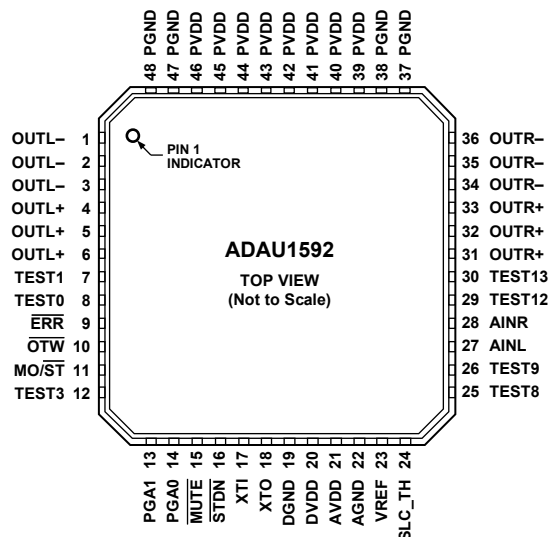 48 PGND
47 PGND
46 PVDD
45 PVDD
44 PVDD
43 PVDD
42 PVDD
41 PVDD
40 PVDD
39 PVDD
38 PGND
37 PGND
OUTL– 1
OUTL– 2
OUTL– 3
OUTL+ 4
OUTL+ 5
OUTL+ 6
TEST1 7
TEST0 8
ERR 9
OTW 10
MO/ST 11
TEST3 12
PIN 1
INDICATOR
ADAU1592
TOP VIEW
(Not to Scale)
36 OUTR–
35 OUTR–
34 OUTR–
33 OUTR+
32 OUTR+
31 OUTR+
30 TEST13
29 TEST12
28 AINR
27 AINL
26 TEST9
25 TEST8
PGA1 13
PGA0 14
MUTE 15
STDN 16
XTI 17
XTO 18
DGND 19
DVDD 20
AVDD 21
AGND 22
VREF 23
SLC_TH 24